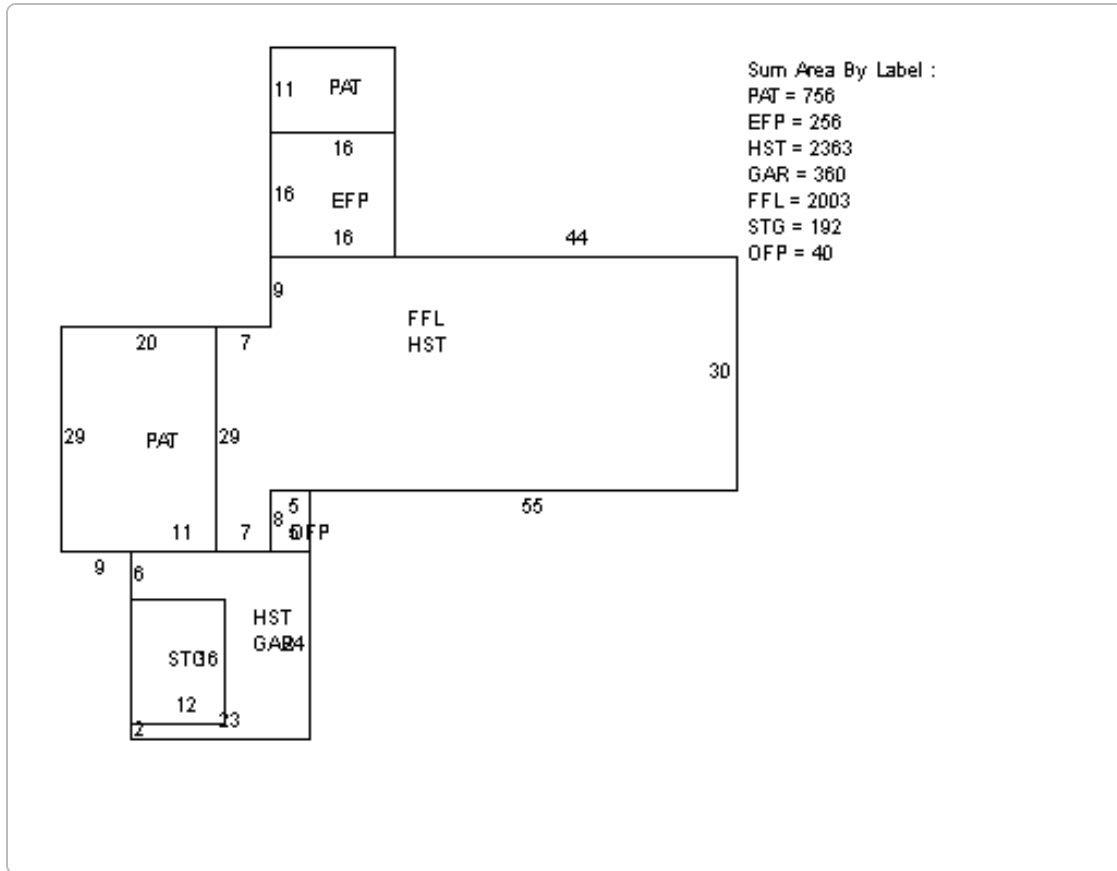 Sum Area By Label :
PAT = 756
EFP = 256
HST = 2363
GAR = 360
FFL = 2003
STG = 192
OFP = 40
11
PAT
16
16
EFP
16
44
9
FFL
HST
20
7
30
29
PAT
29
5
55
8
5
OFP
11
7
9
6
HST
GAR
24
STG
16
12
23
2